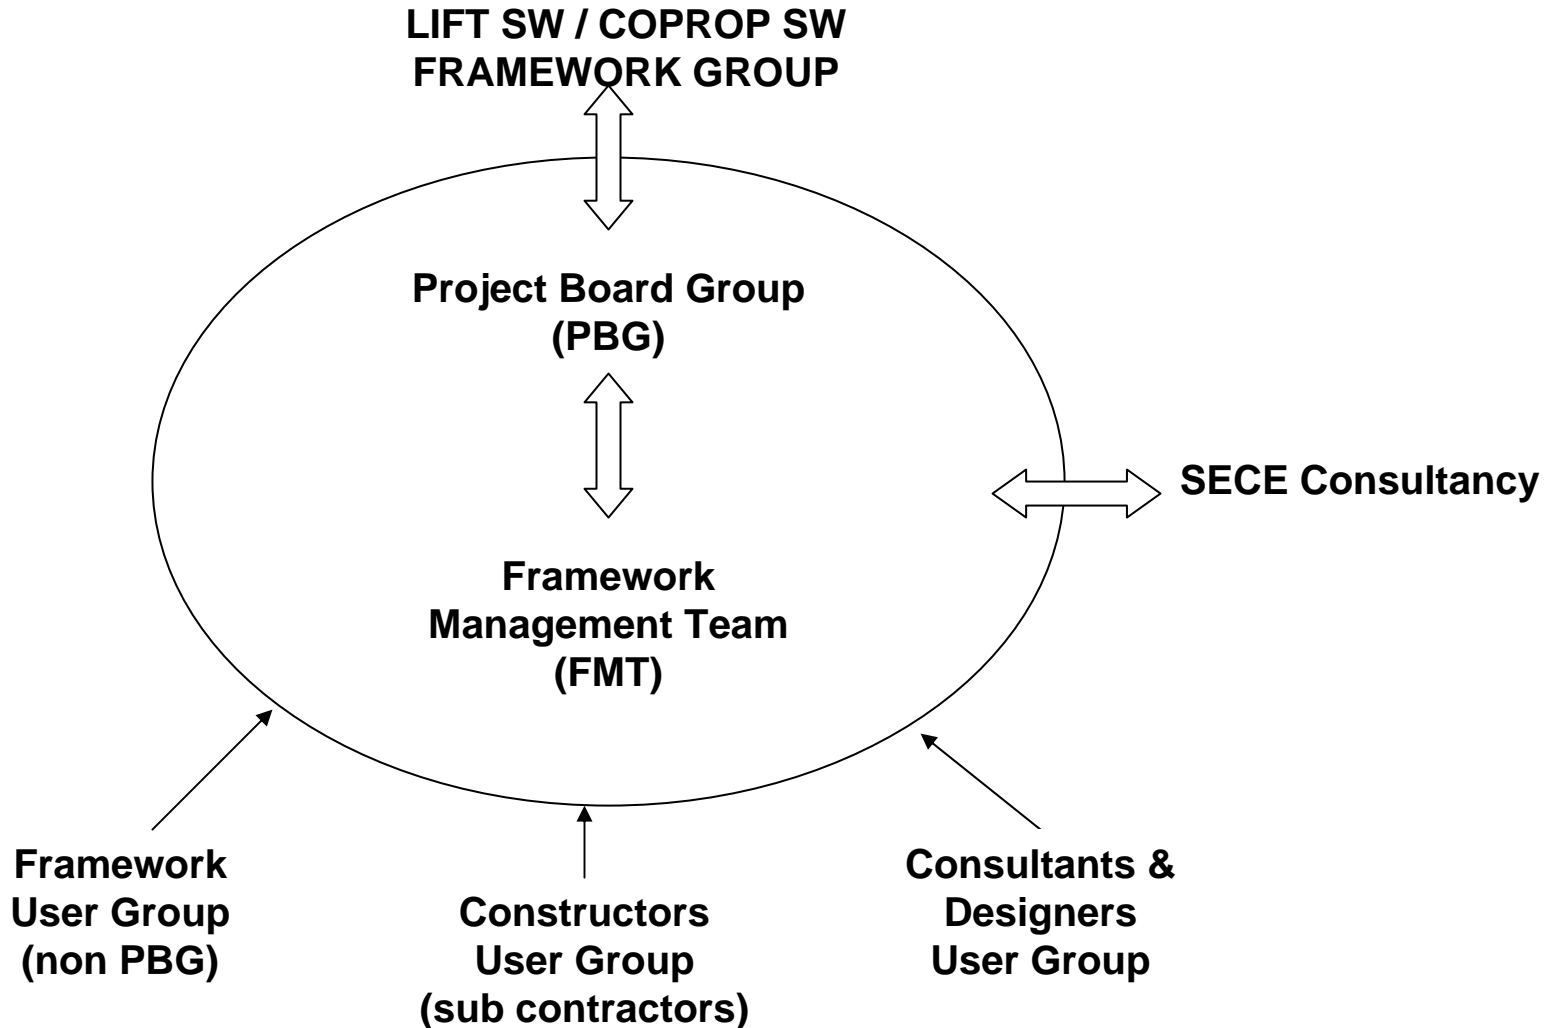 LIFT SW / COPROP SW
FRAMEWORK GROUP
Project Board Group
(PBG)
SECE Consultancy
Framework
Management Team
(FMT)
Framework
User Group
(non PBG)
Constructors
User Group
(sub contractors)
Consultants &
Designers
User Group